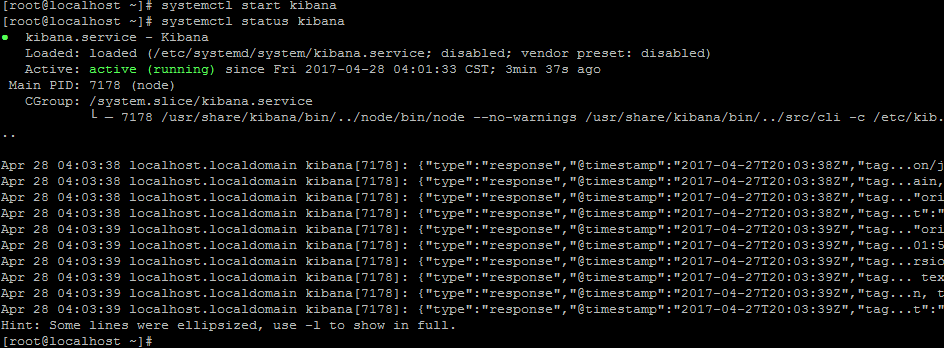 [root@localhost ~]# systemctl start kibana
[root@localhost ~]# systemctl status kibana
● kibana.service - Kibana
Loaded: loaded (/etc/systemd/system/kibana.service; disabled; vendor preset: disabled)
Active: active (running) since Fri 2017-04-28 04:01:33 CST; 3min 37s ago
Main PID: 7178 (node)
CGroup: /system.slice/kibana.service
└ ─ 7178 /usr/share/kibana/bin/../node/bin/node --no-warnings /usr/share/kibana/bin/../src/cli -c /etc/kib.
..
Apr 28 04:03:38 localhost.localdomain kibana[7178]: {"type":"response","@timestamp":"2017-04-27T20:03:38Z","tag...on/j
Apr 28 04:03:38 localhost.localdomain kibana[7178]: {"type":"response","@timestamp":"2017-04-27T20:03:38Z","tag...ain,
Apr 28 04:03:38 localhost.localdomain kibana[7178]: {"type":"response","@timestamp":"2017-04-27T20:03:38Z","tag..."ori
Apr 28 04:03:38 localhost.localdomain kibana[7178]: {"type":"response","@timestamp":"2017-04-27T20:03:38Z","tag...t":"
Apr 28 04:03:39 localhost.localdomain kibana[7178]: {"type":"response","@timestamp":"2017-04-27T20:03:39Z","tag..."ori
Apr 28 04:03:39 localhost.localdomain kibana[7178]: {"type":"response","@timestamp":"2017-04-27T20:03:39Z","tag...01:5
Apr 28 04:03:39 localhost.localdomain kibana[7178]: {"type":"response","@timestamp":"2017-04-27T20:03:39Z","tag...rsio
Apr 28 04:03:39 localhost.localdomain kibana[7178]: {"type":"response","@timestamp":"2017-04-27T20:03:39Z","tag... tex
Apr 28 04:03:39 localhost.localdomain kibana[7178]: {"type":"response","@timestamp":"2017-04-27T20:03:39Z","tag...n, t
Apr 28 04:03:39 localhost.localdomain kibana[7178]: {"type":"response","@timestamp":"2017-04-27T20:03:39Z","tag...t":"
Hint: Some lines were ellipsized, use -l to show in full.
[root@localhost ~]#